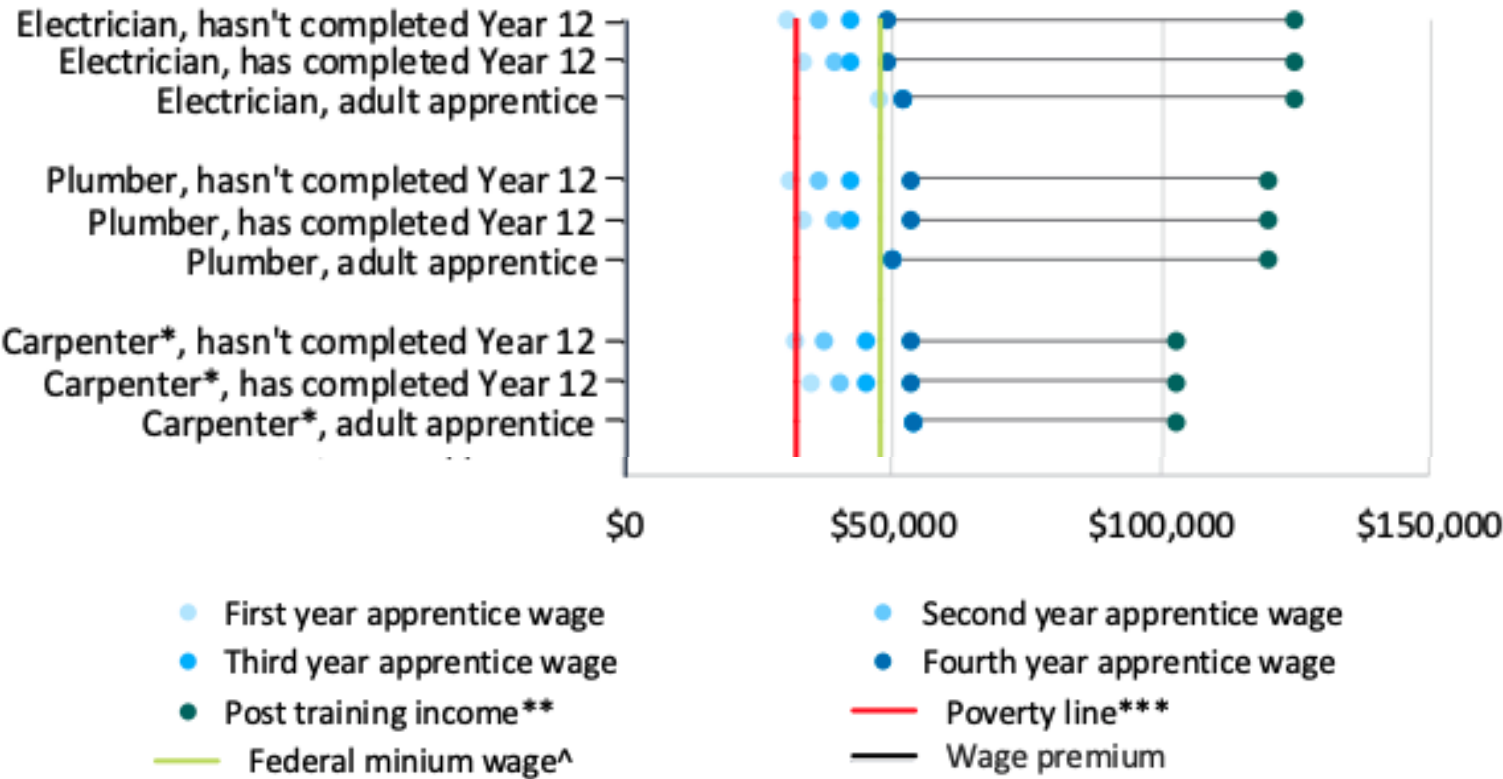 Electrician, hasn't completed Year 12
Electrician, has completed Year 12
Electrician, adult apprentice
Plumber, hasn't completed Year 12
Plumber, has completed Year 12
Plumber, adult apprentice
Carpenter*, hasn't completed Year 12
Carpenter*, has completed Year 12
Carpenter*, adult apprentice
$0 $50,000 $100,000 $150,000
First year apprentice wage Second year apprentice wage
Third year apprentice wage Fourth year apprentice wage
Post training income** Poverty line***
Federal minium wage^ Wage premium